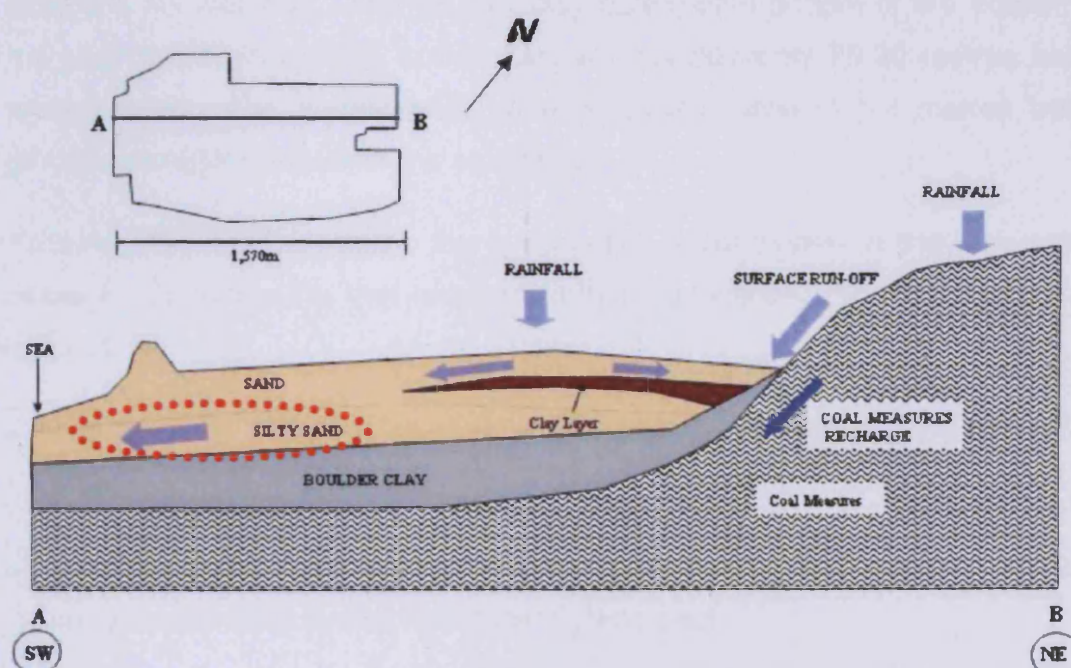 N
A B
1,570m
RAINFALL
RAINFALL
SURFACE RUN-OFF
SEA
SAND
SILTY SAND
Clay Layer
COAL MEASURES
RECHARGE
BOULDER CLAY
Coal Measures
A B
SW NE